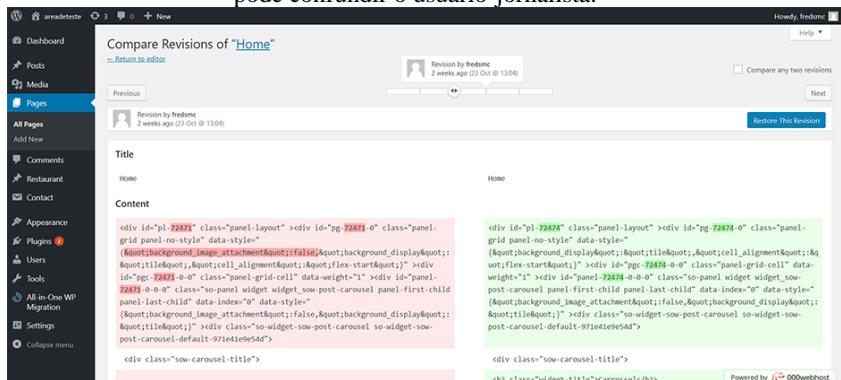 pode confundir o usuário-jornalista.
areadeteste 3 0 + New Howdy, fredsmc
Help ▼
Dashboard
Posts
Media
Pages
All Pages
Add New
Comments
Restaurant
Contact
Appearance
Plugins 2
Users
Tools
All-in-One WP
Migration
Settings
Collapse menu
Compare Revisions of “Home”
← Return to editor
Revision by fredsmc
2 weeks ago (23 Oct @ 13:04)
Compare any two revisions
Previous
Next
Revision by fredsmc
2 weeks ago (23 Oct @ 13:04)
Restore This Revision
Title
Home Home
Content
<div id="pl-72471" class="panel-layout" ><div id="pg-72471-0" class="panel-
grid panel-no-style" data-style="
{&quot;background_image_attachment&quot;:false,&quot;background_display&quot;:
&quot;tile&quot;,&quot;cell_alignment&quot;:&quot;flex-start&quot;}" ><div
id="pgc-72471-0-0" class="panel-grid-cell" data-weight="1" ><div id="panel-
72471-0-0-0" class="so-panel widget widget_sow-post-carousel panel-first-child
panel-last-child" data-index="0" data-style="
{&quot;background_image_attachment&quot;:false,&quot;background_display&quot;:
&quot;tile&quot;}" ><div class="so-widget-sow-post-carousel so-widget-sow-
post-carousel-default-971e41e9e54d">
<div class="sow-carousel-title">
<div id="pl-72474" class="panel-layout" ><div id="pg-72474-0" class="panel-
grid panel-no-style" data-style="
{&quot;background_display&quot;:&quot;tile&quot;,&quot;cell_alignment&quot;:&q
uot;flex-start&quot;}" ><div id="pgc-72474-0-0" class="panel-grid-cell" data-
weight="1" ><div id="panel-72474-0-0-0" class="so-panel widget widget_sow-
post-carousel panel-first-child panel-last-child" data-index="0" data-style="
{&quot;background_image_attachment&quot;:false,&quot;background_display&quot;:
&quot;tile&quot;}" ><div class="so-widget-sow-post-carousel so-widget-sow-
post-carousel-default-971e41e9e54d">
<div class="sow-carousel-title">
<h3 class="widget-title">Carrossel</h3>
Powered by 000webhost